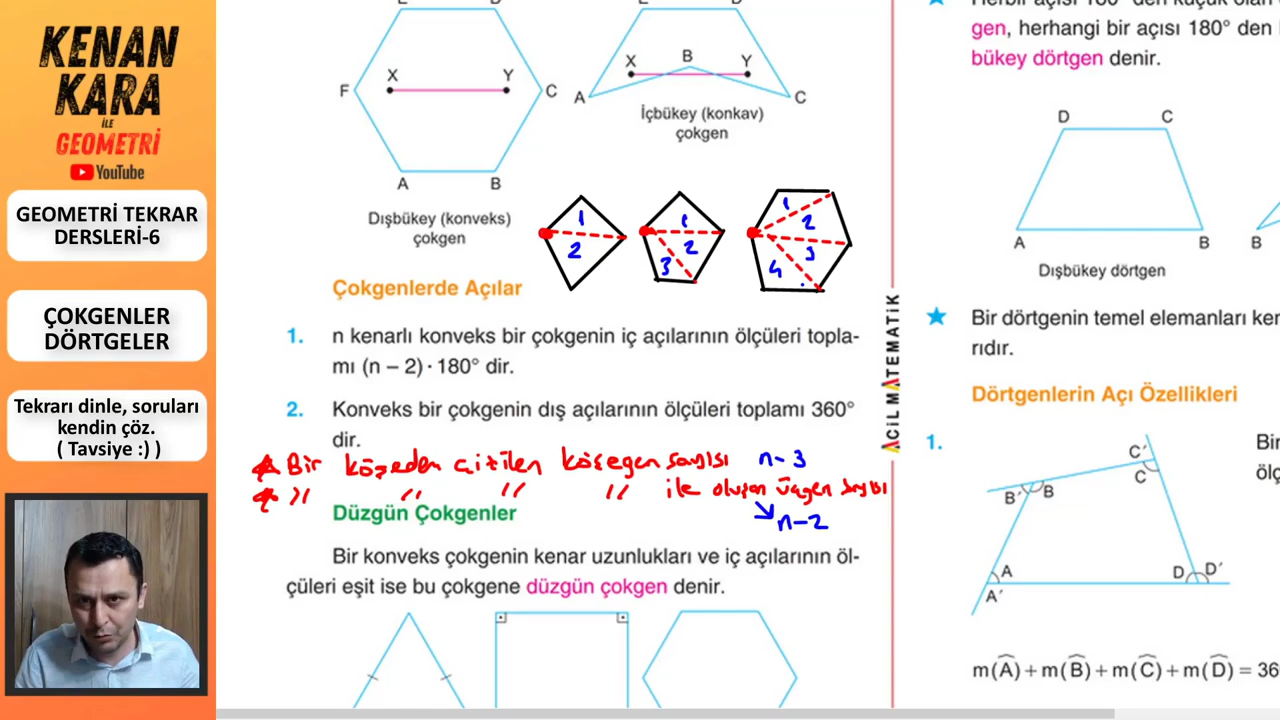 KENAN
KARA
İLE
GEOMETRİ
YouTube
GEOMETRİ TEKRAR
DERSLERİ-6
ÇOKGENLER
DÖRTGELER
Tekrarı dinle, soruları
kendin çöz.
( Tavsiye :) )
F
X
Y
C
A
B
Dışbükey (konveks)
çokgen
X
B
Y
A
C
İçbükey (konkav)
çokgen
1
2
1
2
3
1
2
3
4
Çokgenlerde Açılar
1. n kenarlı konveks bir çokgenin iç açılarının ölçüleri topla-
mı (n – 2) · 180° dir.
2. Konveks bir çokgenin dış açılarının ölçüleri toplamı 360°
dir.
Bir köşeden çizilen köşegen sayısı n-3
" " " " ile oluşan üçgen sayısı
n-2
Düzgün Çokgenler
Bir konveks çokgenin kenar uzunlukları ve iç açılarının öl-
çüleri eşit ise bu çokgene düzgün çokgen denir.
ACİL MATEMATİK
gen, herhangi bir açısı 180° den
bükey dörtgen denir.
D
C
A
B
B
Dışbükey dörtgen
Bir dörtgenin temel elemanları
rıdır.
Dörtgenlerin Açı Özellikleri
1.
C'
C
B'
B
A
A'
D
D'
m(A) + m(B) + m(C) + m(D) = 36